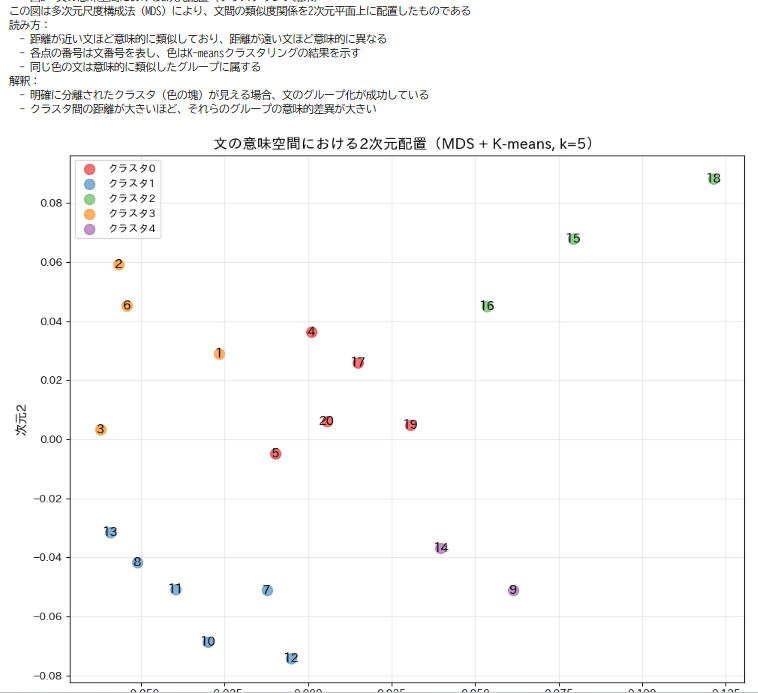 この図は多次元尺度構成法（MDS）により、文間の類似度関係を2次元平面上に配置したものである
読み方：
- 距離が近い文ほど意味的に類似しており、距離が遠い文ほど意味的に異なる
- 各点の番号は文番号を表し、色はK-meansクラスタリングの結果を示す
- 同じ色の文は意味的に類似したグループに属する
解釈：
- 明確に分離されたクラスタ（色の塊）が見える場合、文のグループ化が成功している
- クラスタ間の距離が大きいほど、それらのグループの意味的差異が大きい
文の意味空間における2次元配置（MDS + K-means, k=5）
クラスタ0
クラスタ1
クラスタ2
クラスタ3
クラスタ4
18
0.08
15
0.06
2
6
16
0.04
4
1
17
0.02
20
19
3
0.00
5
次元2
−0.02
13
14
−0.04
8
11
7
9
−0.06
10
12
−0.08